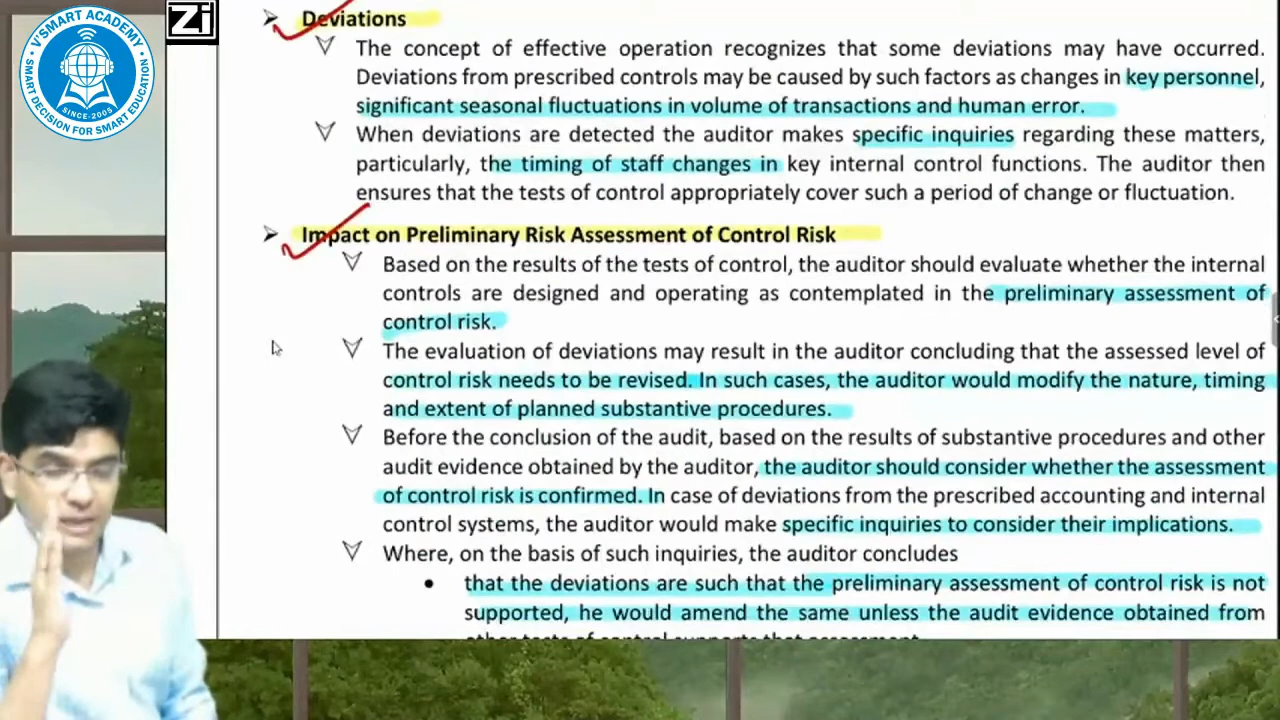 Deviations
The concept of effective operation recognizes that some deviations may have occurred.
Deviations from prescribed controls may be caused by such factors as changes in key personnel,
significant seasonal fluctuations in volume of transactions and human error.
When deviations are detected the auditor makes specific inquiries regarding these matters,
particularly, the timing of staff changes in key internal control functions. The auditor then
ensures that the tests of control appropriately cover such a period of change or fluctuation.
Impact on Preliminary Risk Assessment of Control Risk
Based on the results of the tests of control, the auditor should evaluate whether the internal
controls are designed and operating as contemplated in the preliminary assessment of
control risk.
The evaluation of deviations may result in the auditor concluding that the assessed level of
control risk needs to be revised. In such cases, the auditor would modify the nature, timing
and extent of planned substantive procedures.
Before the conclusion of the audit, based on the results of substantive procedures and other
audit evidence obtained by the auditor, the auditor should consider whether the assessment
of control risk is confirmed. In case of deviations from the prescribed accounting and internal
control systems, the auditor would make specific inquiries to consider their implications.
Where, on the basis of such inquiries, the auditor concludes
• that the deviations are such that the preliminary assessment of control risk is not
supported, he would amend the same unless the audit evidence obtained from
other tests of control supports that assessment
V'SMART ACADEMY
SMART DECISION FOR SMART EDUCATION
SINCE-2005
Zi